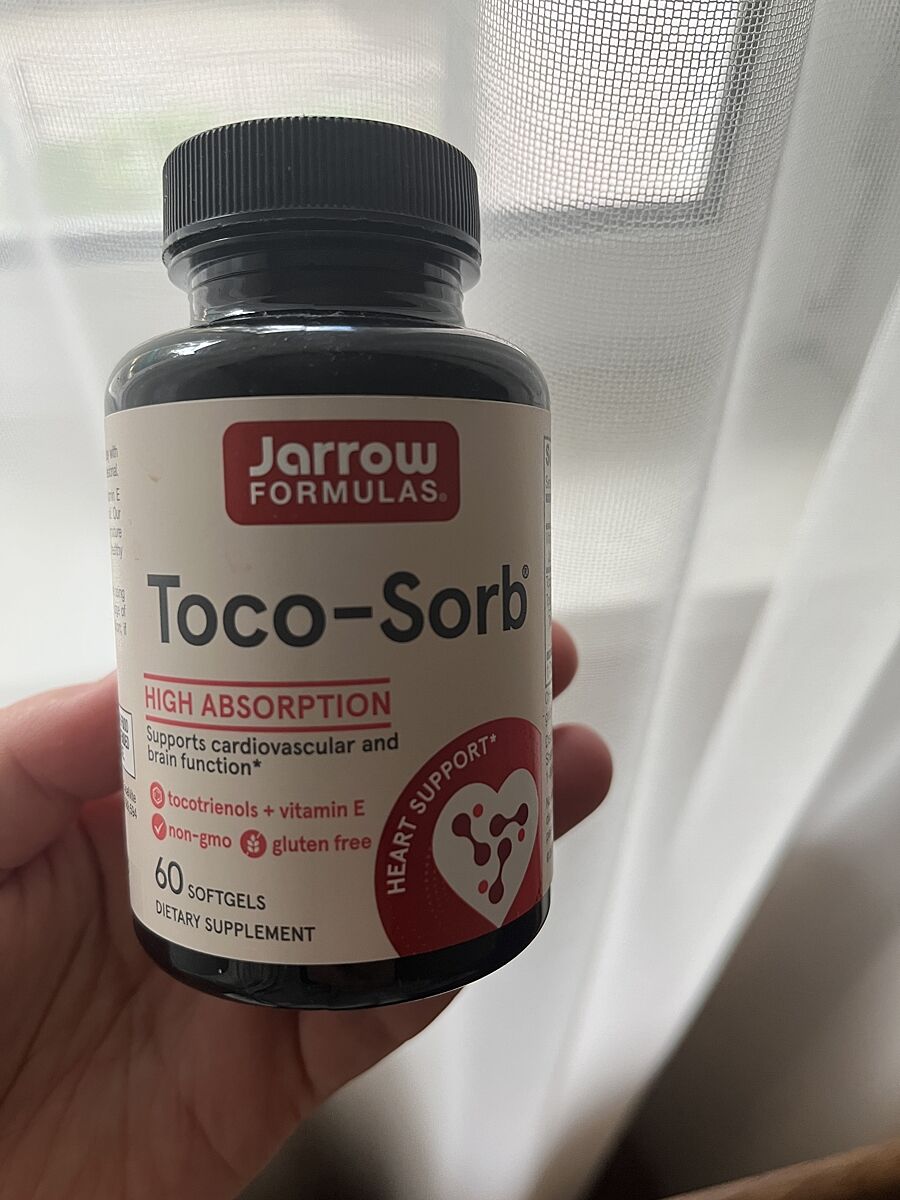 Jarrow
FORMULAS®
Toco-Sorb®
HIGH ABSORPTION
Supports cardiovascular and
brain function*
tocotrienols + vitamin E
non-gmo gluten free
60 SOFTGELS
DIETARY SUPPLEMENT
HEART SUPPORT*